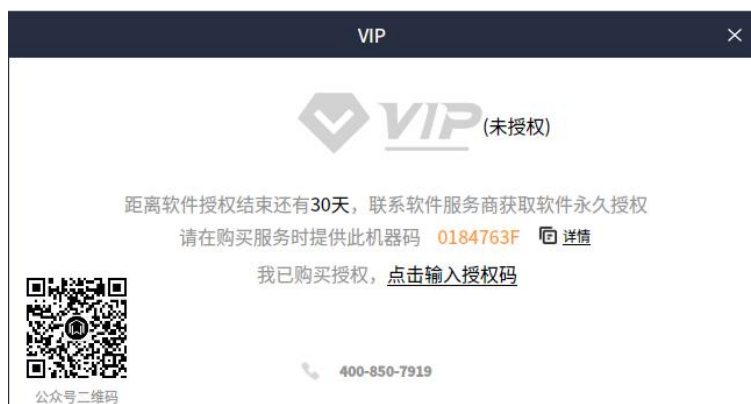 VIP
VIP(未授权)
距离软件授权结束还有30天，联系软件服务商获取软件永久授权
请在购买服务时提供此机器码 0184763F 详情
我已购买授权，点击输入授权码
400-850-7919
公众号二维码